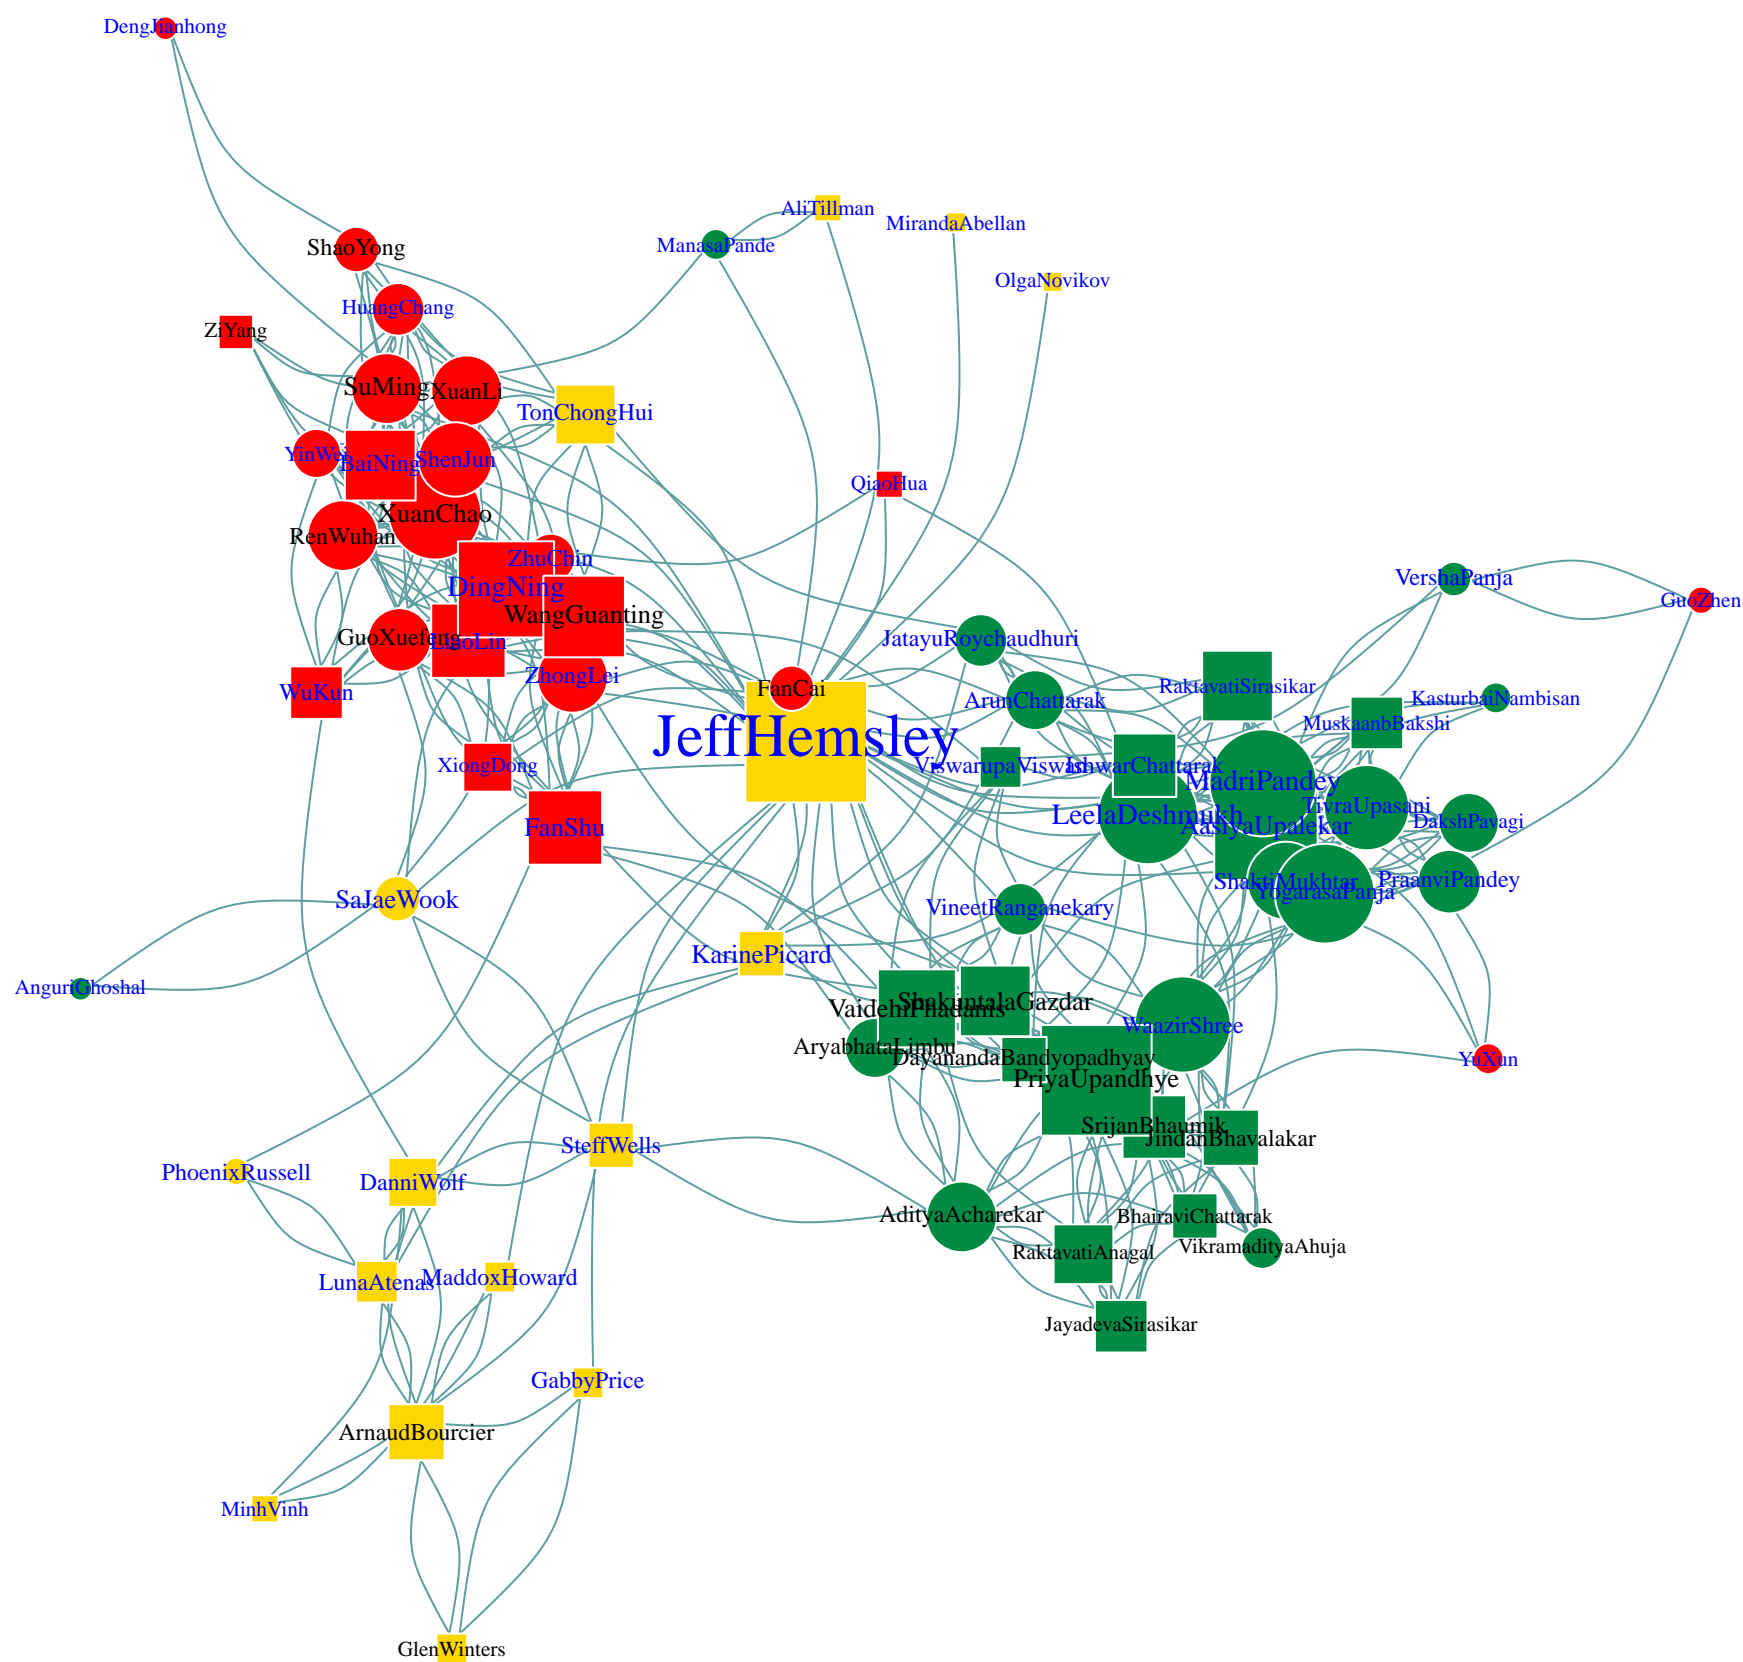 DengJianhong
AliTillman
MirandaAbellan
ShaoYong
ManasaPande
OlgaNovikov
HuangChang
ZiYang
SuMing
XuanLi
TonChongHui
YinWei
BaiNing
ShenJun
QiaoHua
XuanChao
RenWuhan
ZhuChin
DingNing
VershaPanja
GuoZhen
WangGuanting
GuoXuefeng
LiaoLin
JatayuRoychaudhuri
ZhongLei
WuKun
FanCai
RaktavatiSirasikar
ArunChattarak
KasturbaiNambisan
MuskaanbBakshi
JeffHemsley
XiongDong
IshwarChattarak
MadriPandey
TivraUpasani
LeelaDeshmukh
AasiyaUpalekar
DakshPavagi
FanShu
ShaktiMukhtar
YogarasaPanja
PraanviPandey
SaJaeWook
VineetRanganekary
KarinePicard
AnguriGhoshal
ShakuntalaGazdar
VaidehiPhadanis
WaazirShree
AryabhataLimbu
DayanandaBandyopadhyay
YuXun
PriyaUpandhye
SrijanBhaumik
JindanBhavalakar
SteffWells
PhoenixRussell
DanniWolf
AdityaAcharekar
BhairaviChattarak
VikramadityaAhuja
RaktavatiAnagal
LunaAtenas
MaddoxHoward
JayadevaSirasikar
GabbyPrice
ArnaudBourcier
MinhVinh
GlenWinters